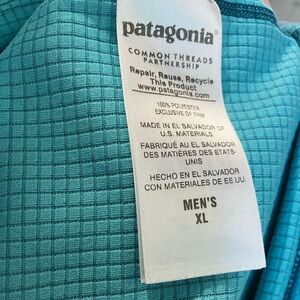 patagonia®
COMMON THREADS
PARTNERSHIP
Repair, Reuse, Recycle
This Product
www.patagonia.com
100% POLYESTER
EXCLUSIVE OF TRIM
MADE IN EL SALVADOR OF
U.S. MATERIALS
FABRIQUÉ AU EL SALVADOR
DES MATIÈRES DES ETATS-
UNIS
HECHO EN EL SALVADOR
CON MATERIALES DE EE.UU.
MEN'S
XL